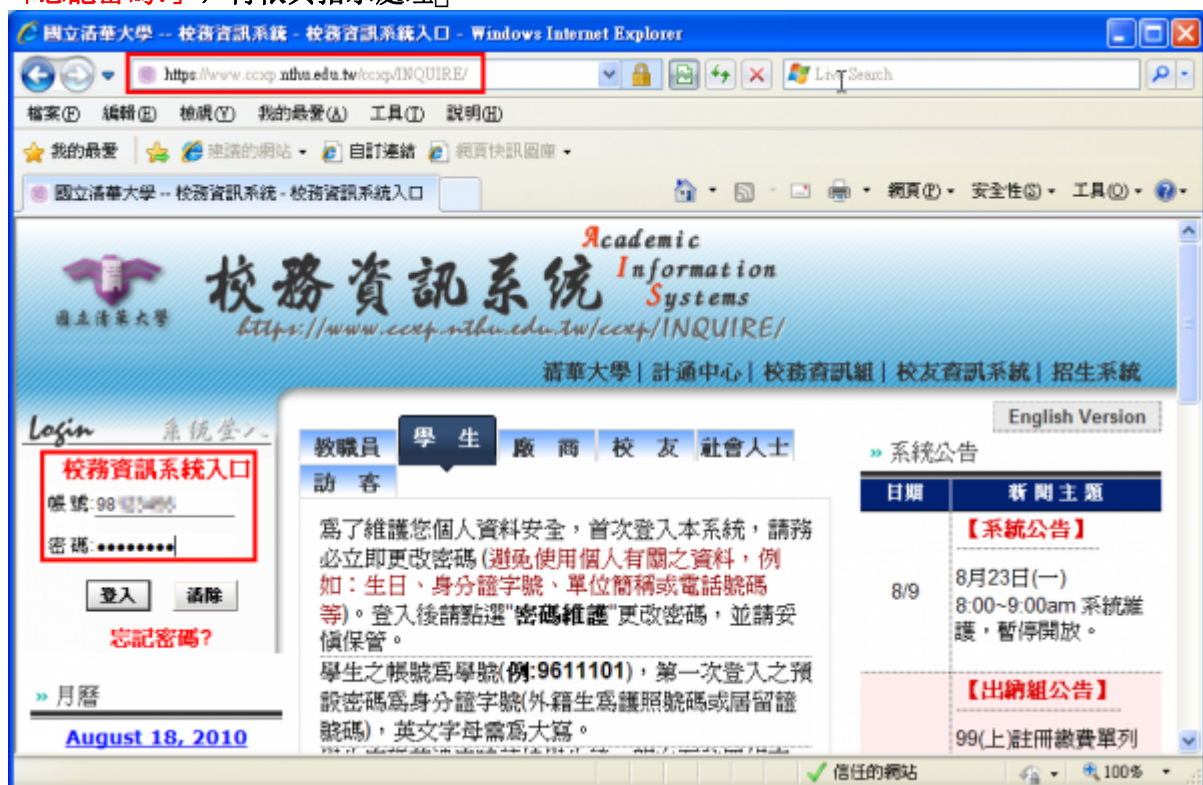 「忘記密碼?」，再依其指示處理。
國立清華大學 -- 校務資訊系統 - 校務資訊系統入口 - Windows Internet Explorer
https://www.ccxp.nthu.edu.tw/ccxp/INQUIRE/
Live Search
檔案(F) 編輯(E) 檢視(V) 我的最愛(A) 工具(T) 說明(H)
我的最愛 建議的網站 自訂連結 網頁快訊圖庫
國立清華大學 -- 校務資訊系統 - 校務資訊系統入口
網頁(P) 安全性(S) 工具(O)
國立清華大學
校務資訊系統
Academic
Information
Systems
https://www.ccxp.nthu.edu.tw/ccxp/INQUIRE/
清華大學| 計通中心| 校務資訊組| 校友資訊系統| 招生系統
Login 系統登入
校務資訊系統入口
帳號:98
密碼:••••••••
登入 清除
忘記密碼?
» 月曆
August 18, 2010
教職員 學 生 廠 商 校 友 社會人士
訪 客
為了維護您個人資料安全，首次登入本系統，請務
必立即更改密碼 (避免使用個人有關之資料，例
如：生日、身分證字號、單位簡稱或電話號碼
等)。登入後請點選"密碼維護"更改密碼，並請妥
慎保管。
學生之帳號為學號(例:9611101)，第一次登入之預
設密碼為身分證字號(外籍生為護照號碼或居留證
號碼)，英文字母需為大寫。
English Version
» 系統公告
日期 新聞主題
【系統公告】
8/9
8月23日(一)
8:00~9:00am 系統維
護，暫停開放。
【出納組公告】
99(上)註冊繳費單列
信任的網站
100%